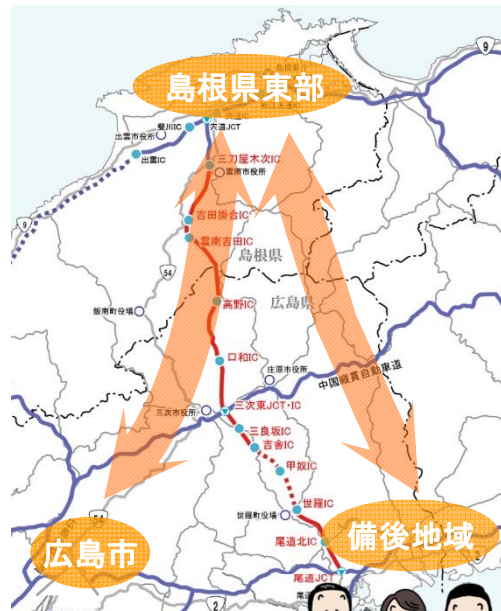 島根県東部
9
宍道JCT
斐川IC
出雲市役所
出雲IC
三刀屋木次IC
雲南市役所
吉田掛合IC
雲南吉田IC
9
島根県
54
高野IC
広島県
飯南町役場
口和IC
庄原市役所
中国縦貫自動車道
三次市役所
三次東JCT・IC
三良坂IC
吉舎IC
甲奴IC
世羅IC
世羅町役場
54
尾道北IC
広島市
備後地域
尾道JCT
2
2